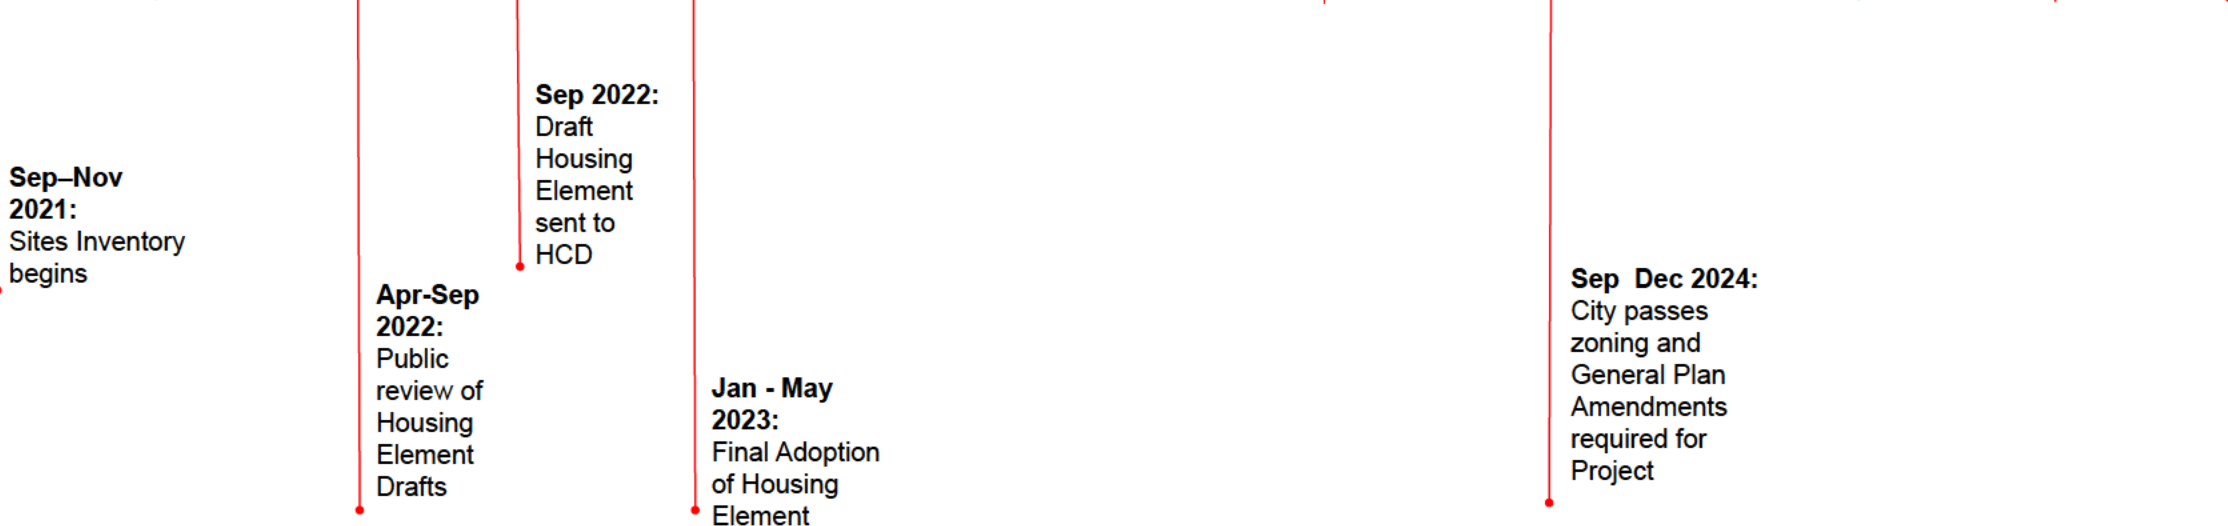 Sep–Nov
2021:
Sites Inventory
begins
Apr-Sep
2022:
Public
review of
Housing
Element
Drafts
Sep 2022:
Draft
Housing
Element
sent to
HCD
Jan - May
2023:
Final Adoption
of Housing
Element
Sep  Dec 2024:
City passes
zoning and
General Plan
Amendments
required for
Project